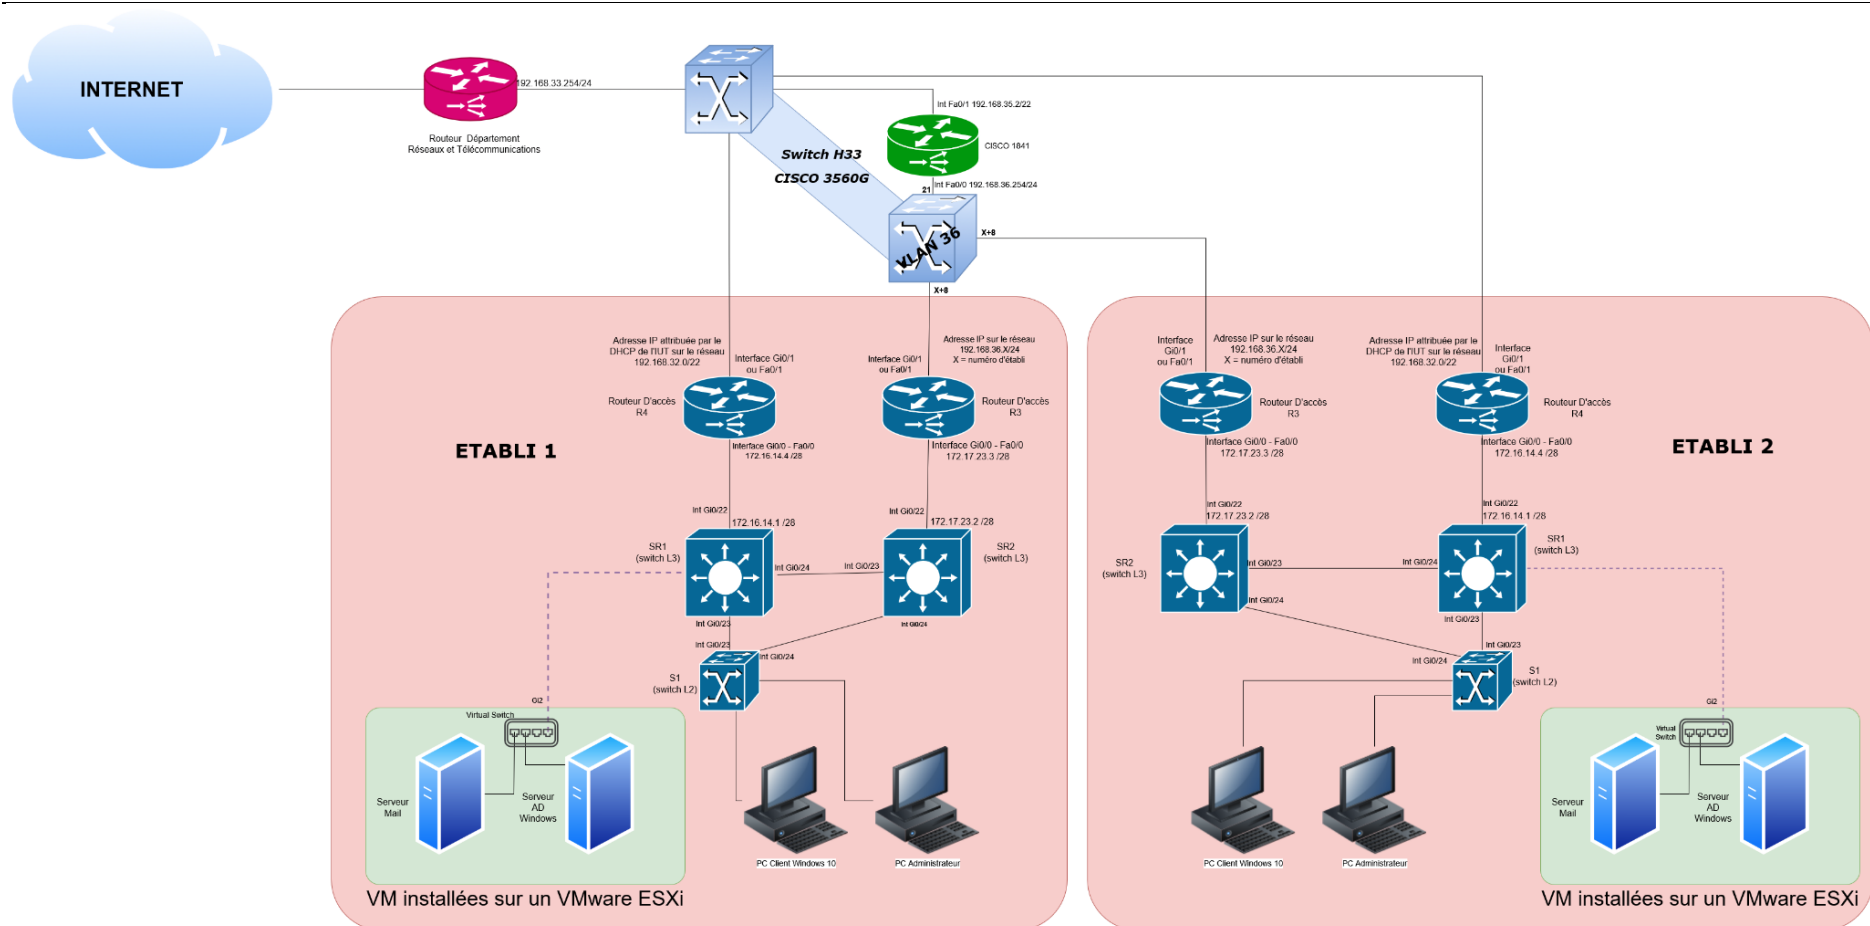 INTERNET
192.168.33.254/24
Routeur Département
Réseaux et Télécommunications
Switch H33
CISCO 3560G
Int Fa0/1 192.168.35.2/22
CISCO 1841
Int Fa0/0 192.168.36.254/24
21
VLAN 36
X+8
X+8
ETABLI 1
Adresse IP attribuée par le
DHCP de l'IUT sur le réseau
192.168.32.0/22
Interface Gi0/1
ou Fa0/1
Routeur D'accès
R4
Interface Gi0/0 - Fa0/0
172.16.14.4 /28
Adresse IP sur le réseau
192.168.36.X/24
X = numéro d'établi
Interface Gi0/1
ou Fa0/1
Routeur D'accès
R3
Interface Gi0/0 - Fa0/0
172.17.23.3 /28
Int Gi0/22
172.16.14.1 /28
SR1
(switch L3)
Int Gi0/24
Int Gi0/23
Int Gi0/22
172.17.23.2 /28
SR2
(switch L3)
Int Gi0/23
Int Gi0/24
Int Gi0/23
Int Gi0/24
S1
(switch L2)
Gi2
Virtual Switch
Serveur
Mail
Serveur
AD
Windows
VM installées sur un VMware ESXi
PC Client Windows 10
PC Administrateur
ETABLI 2
Interface
Gi0/1
ou Fa0/1
Adresse IP sur le réseau
192.168.36.X/24
X = numéro d'établi
Routeur D'accès
R3
Interface Gi0/0 - Fa0/0
172.17.23.3 /28
Adresse IP attribuée par le
DHCP de l'IUT sur le réseau
192.168.32.0/22
Interface
Gi0/1
ou Fa0/1
Routeur D'accès
R4
Interface Gi0/0 - Fa0/0
172.16.14.4 /28
Int Gi0/22
172.17.23.2 /28
SR2
(switch L3)
Int Gi0/23
Int Gi0/24
Int Gi0/22
172.16.14.1 /28
SR1
(switch L3)
Int Gi0/24
Int Gi0/23
Int Gi0/23
Int Gi0/24
S1
(switch L2)
Gi2
Virtual
Switch
Serveur
Mail
Serveur
AD
Windows
VM installées sur un VMware ESXi
PC Client Windows 10
PC Administrateur